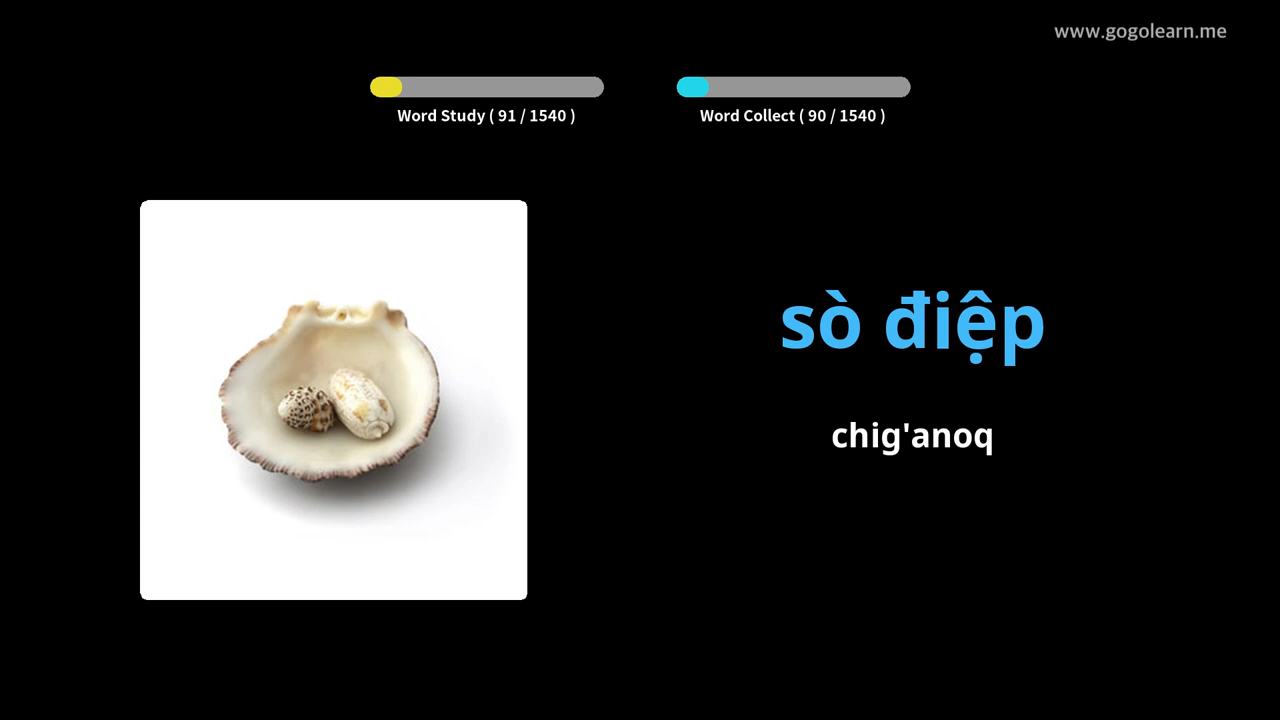 www.gogolearn.me
Word Study ( 91 / 1540 )
Word Collect ( 90 / 1540 )
sò điệp
chig'anoq